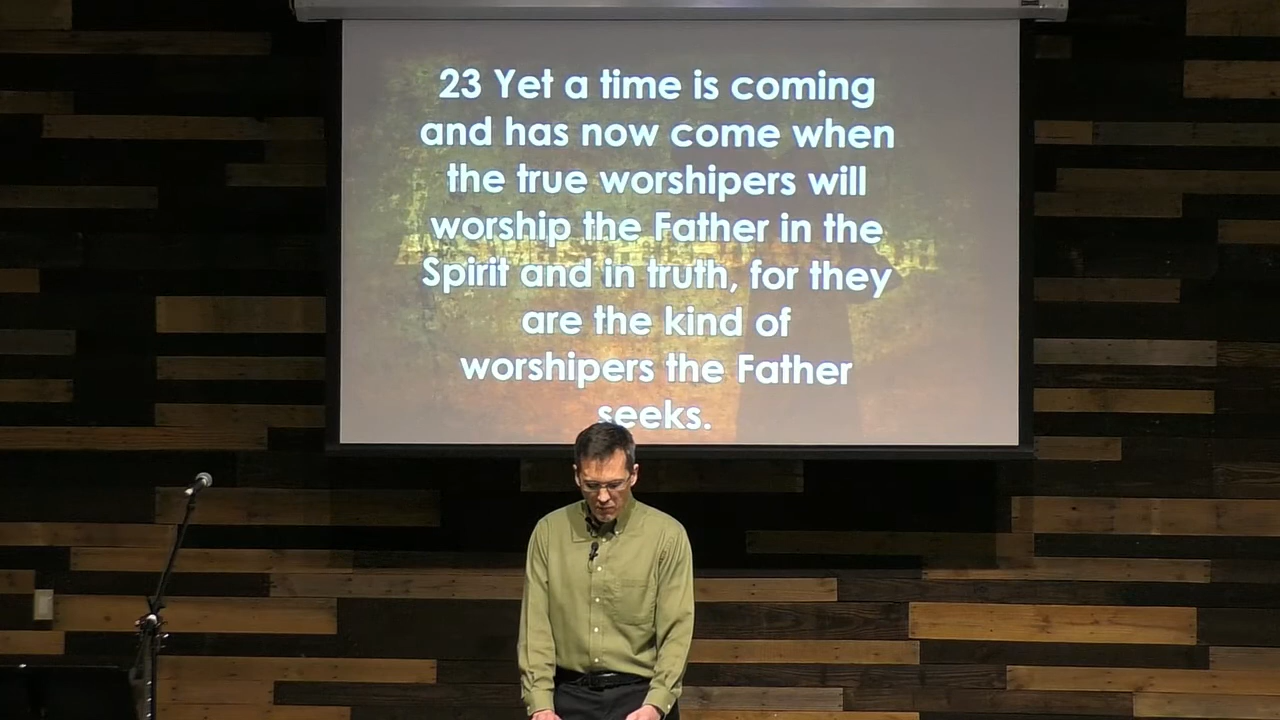 23 Yet a time is coming
and has now come when
the true worshipers will
worship the Father in the
Spirit and in truth, for they
are the kind of
worshipers the Father
seeks.